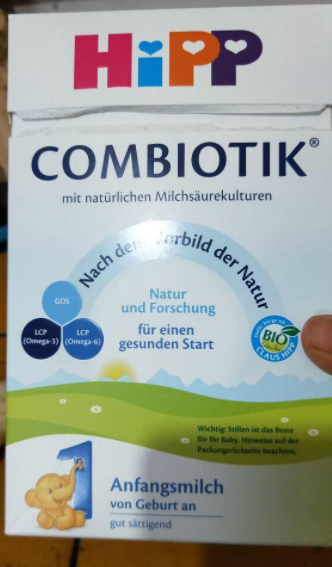 HiPP
COMBIOTIK®
mit natürlichen Milchsäurekulturen
Nach dem Vorbild der Natur
GOS
LCP
(Omega-3)
LCP
(Omega-6)
Natur
und Forschung
für einen
gesunden Start
BIO
CLAUS HIPP
Wichtig: Stillen ist das Beste
für Ihr Baby. Hinweise auf der
Packungsrückseite beachten.
1
Anfangsmilch
von Geburt an
gut sättigend